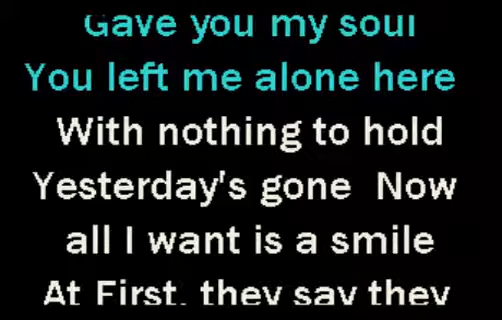 Gave you my soul
You left me alone here
With nothing to hold
Yesterday's gone Now
all I want is a smile
At First, they say they